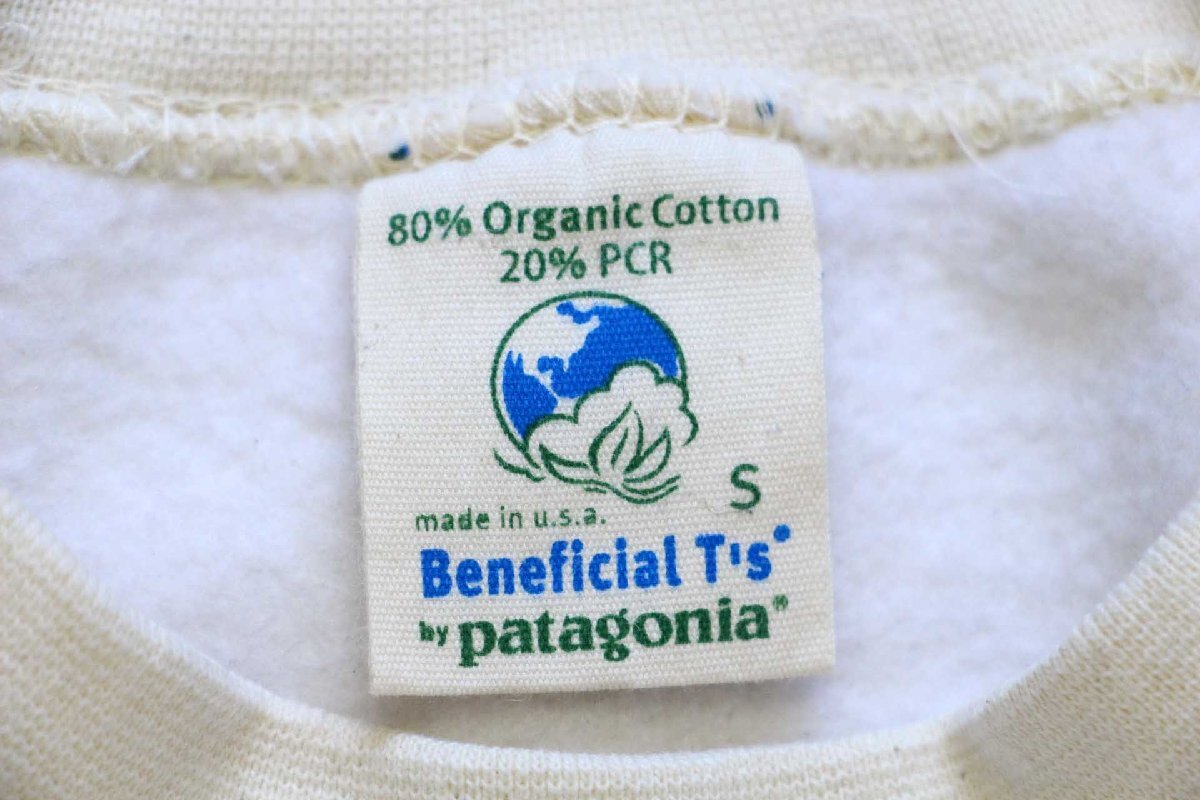 80% Organic Cotton
20% PCR
S
made in u.s.a.
Beneficial T's
by patagonia®